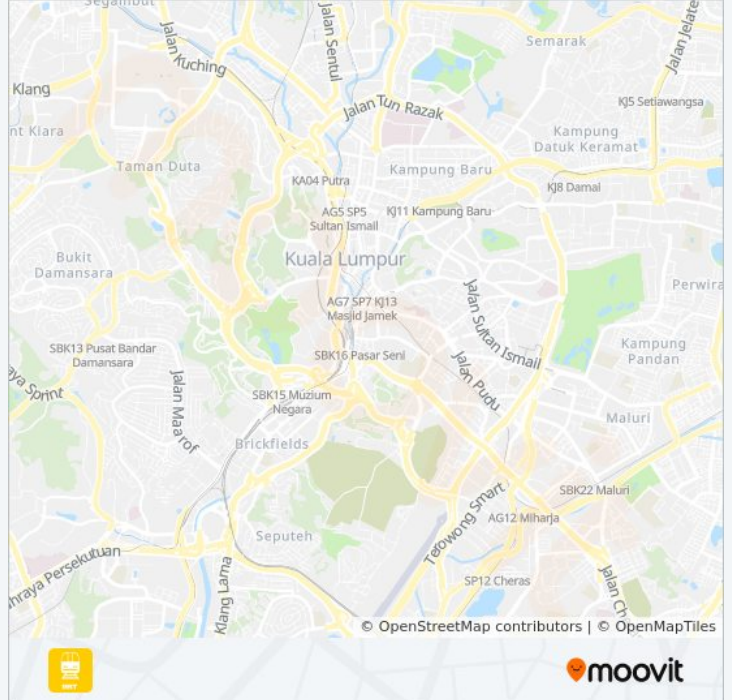 Segambut
Jalan Kuching
Jalan Sentul
Semarak
Jalan Jelate
Klang
KJ5 Setiawangsa
Jalan Tun Razak
nt Kiara
Kampung
Datuk Keramat
Taman Duta
Kampung Baru
KA04 Putra
KJ8 Damai
AG5 SP5
Sultan Ismail
KJ11 Kampung Baru
Kuala Lumpur
Bukit
Damansara
Perwira
Jalan Sultan Ismail
AG7 SP7 KJ13
Masjid Jamek
Kampung
Pandan
SBK13 Pusat Bandar
Damansara
SBK16 Pasar Seni
Jalan Pudu
aya Sprint
Jalan Maarof
SBK15 Muzium
Negara
Maluri
Brickfields
SBK22 Maluri
Terowong Smart
AG12 Miharja
Seputeh
hraya Persekutuan
Klang Lama
SP12 Cheras
Jalan Ch
© OpenStreetMap contributors | © OpenMapTiles
MRT
moovit